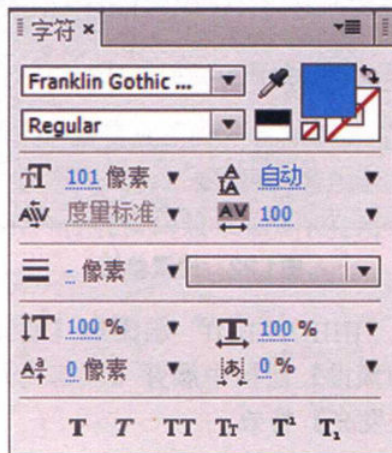 字符 ×
Franklin Gothic ...
Regular
101 像素 自动
度量标准 100
- 像素
100 % 100 %
0 像素 0 %
T T TT Tт T¹ T₁